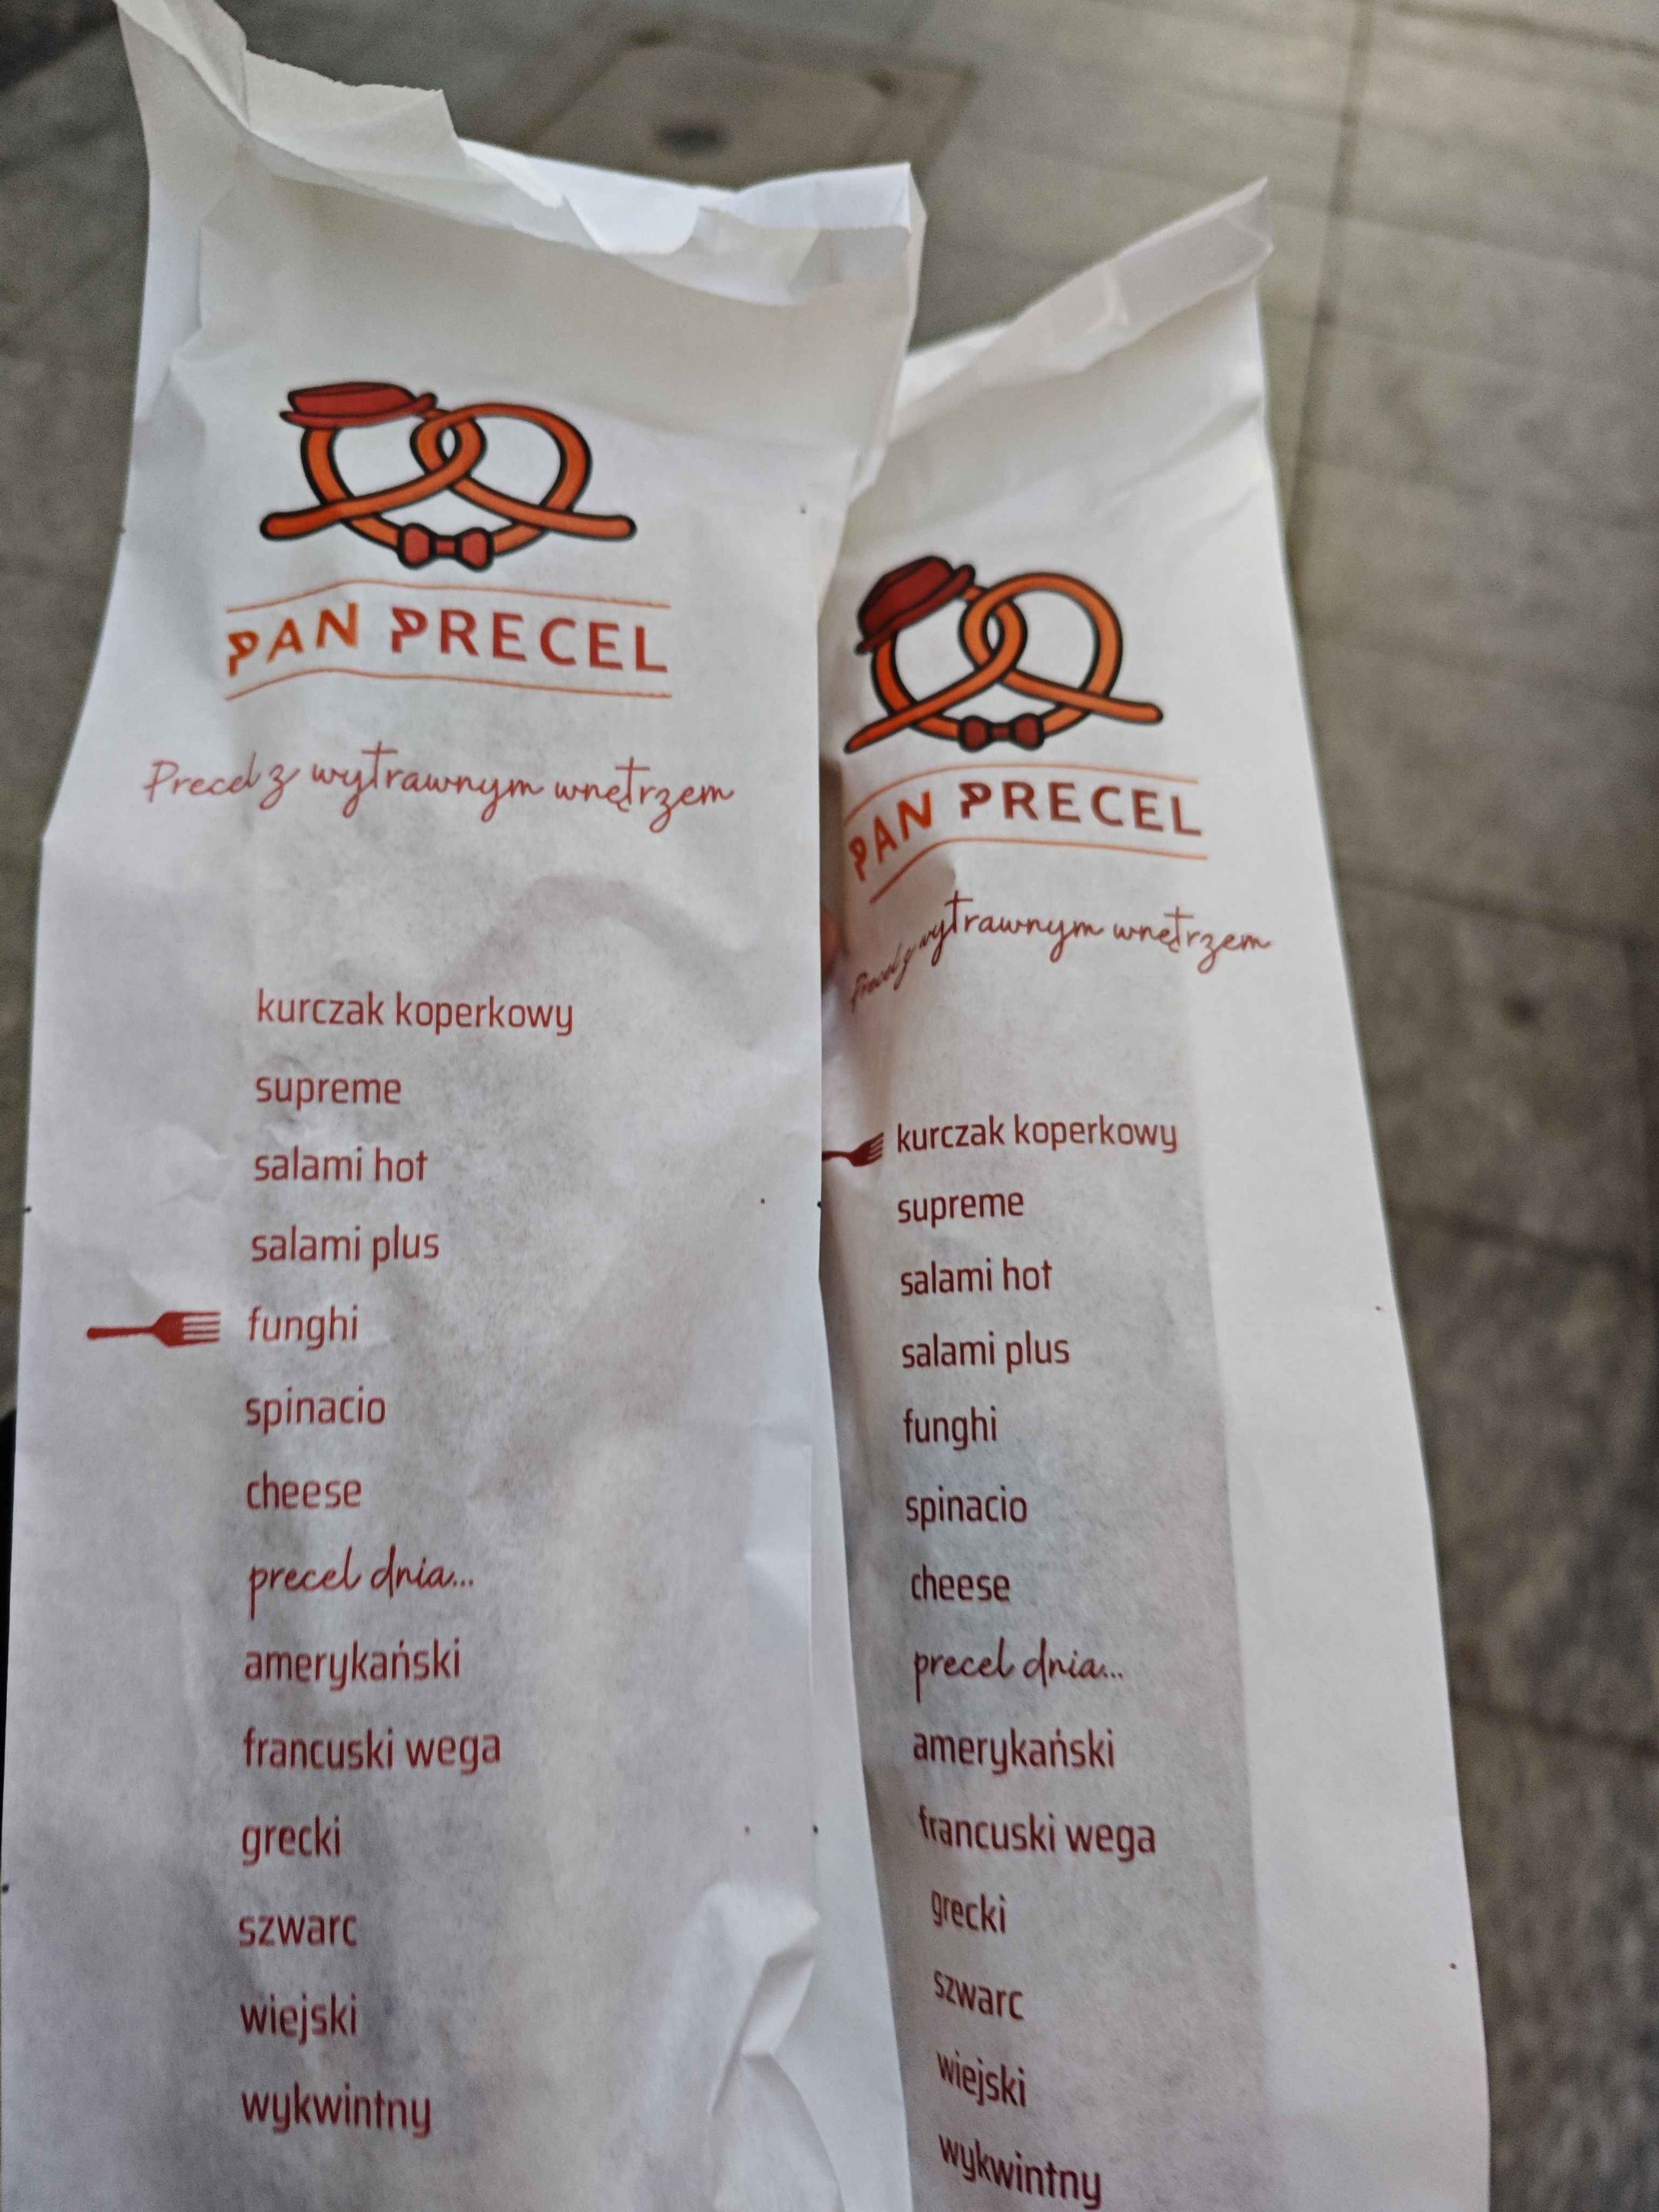 PAN PRECEL
Precel z wytrawnym wnętrzem
kurczak koperkowy
supreme
salami hot
salami plus
funghi
spinacio
cheese
precel dnia...
amerykański
francuski wega
grecki
szwarc
wiejski
wykwintny
PAN PRECEL
Precel z wytrawnym wnętrzem
kurczak koperkowy
supreme
salami hot
salami plus
funghi
spinacio
cheese
precel dnia...
amerykański
francuski wega
grecki
szwarc
wiejski
wykwintny